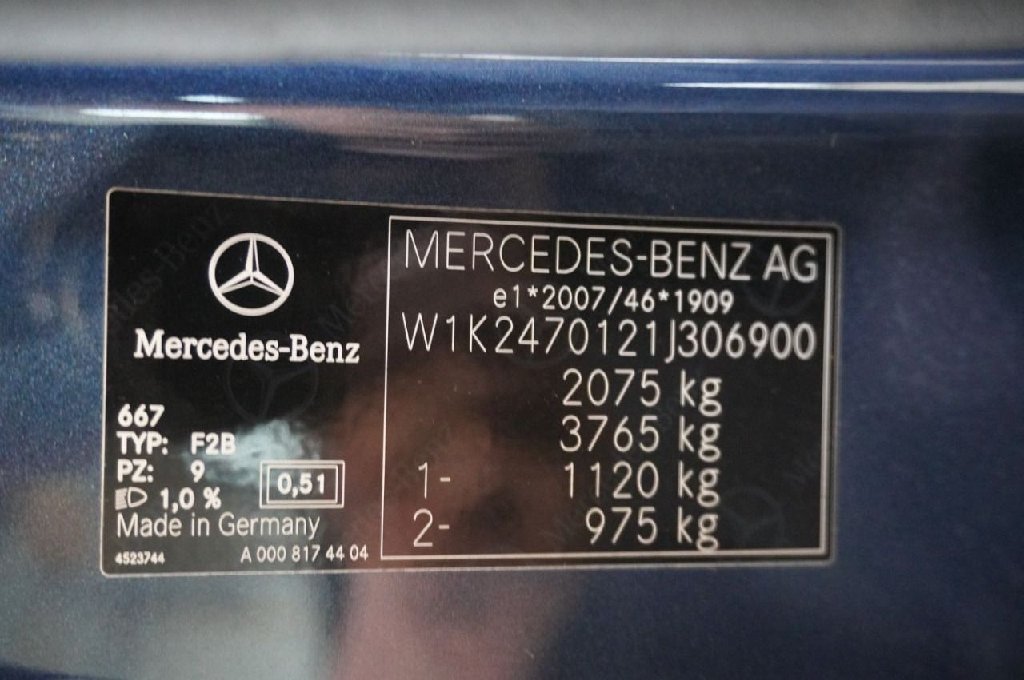 Mercedes-Benz
667
TYP: F2B
PZ: 9
1,0 %
0,51
Made in Germany
4523744 A 000 817 44 04
MERCEDES-BENZ AG
e1*2007/46*1909
W1K2470121J306900
2075 kg
3765 kg
1- 1120 kg
2- 975 kg